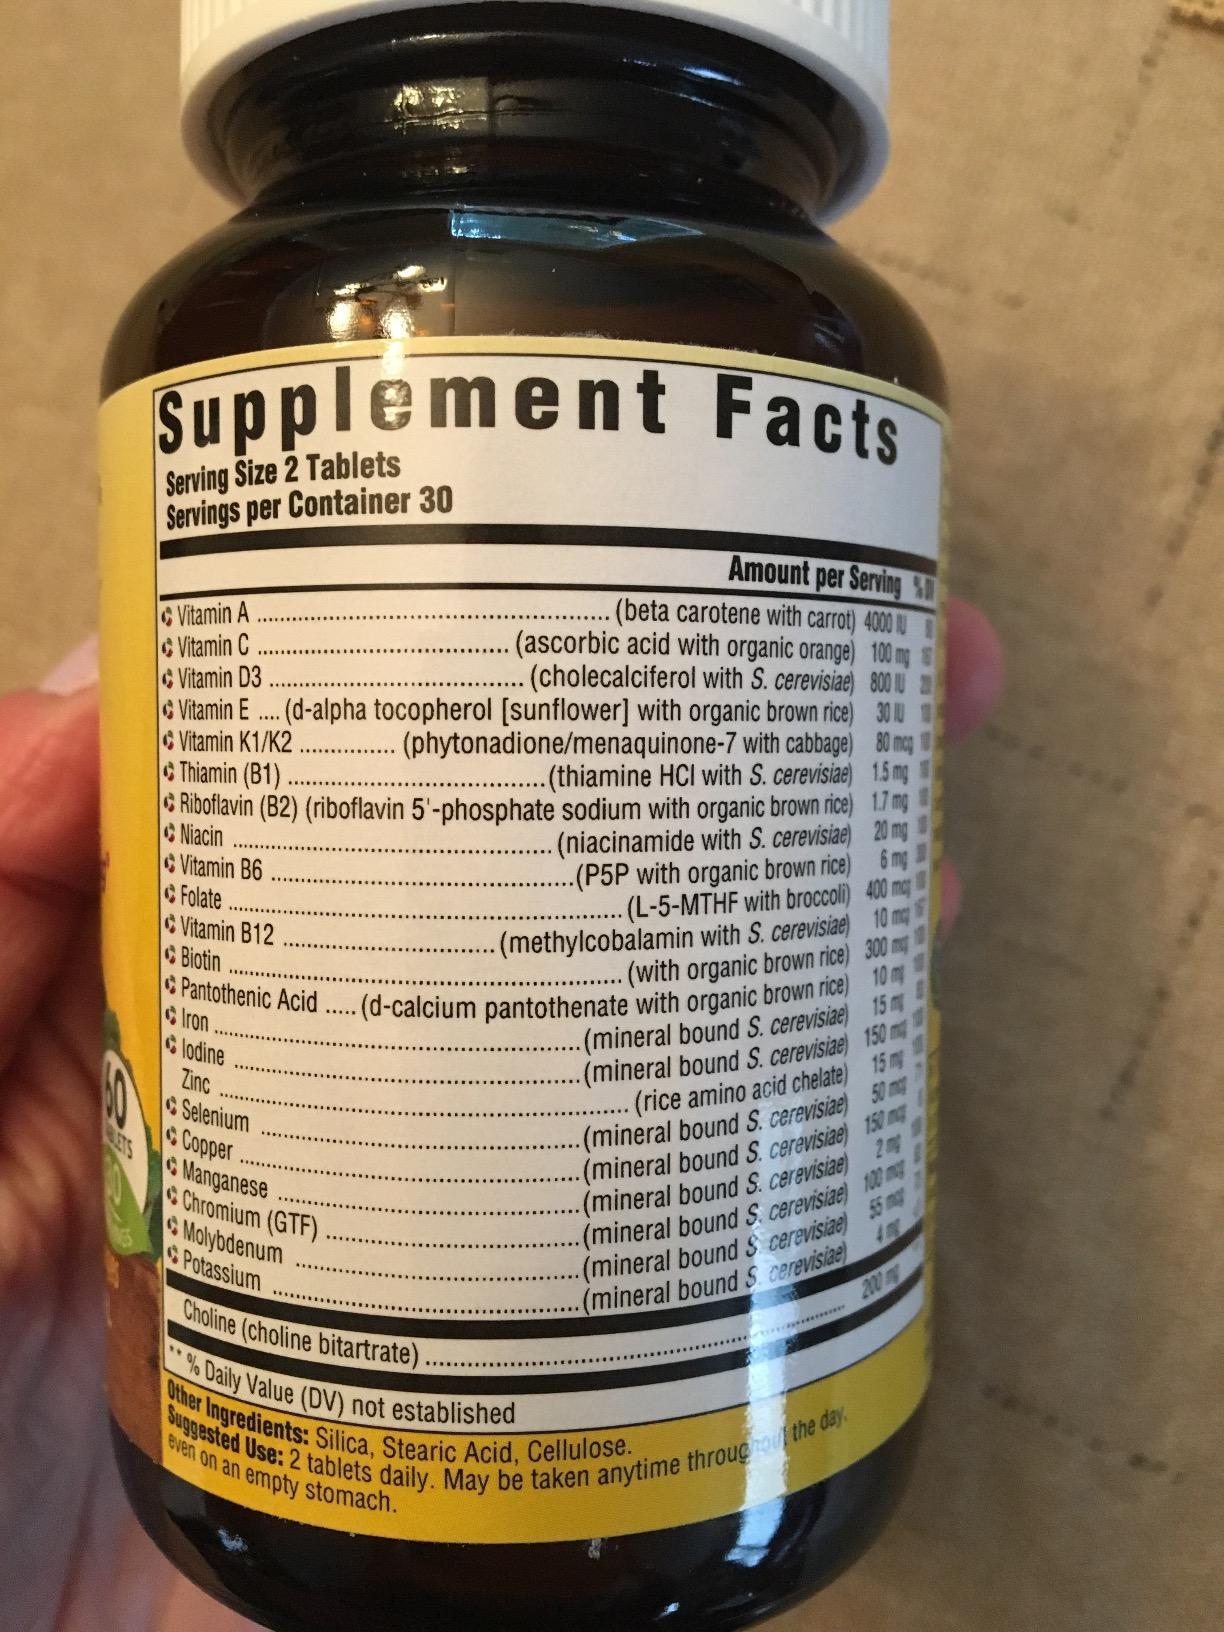 Supplement Facts
Serving Size 2 Tablets
Servings per Container 30
Amount per Serving % DV
Vitamin A .... (beta carotene with carrot) 4000 IU
Vitamin C .... (ascorbic acid with organic orange) 100 mg
Vitamin D3 .... (cholecalciferol with S. cerevisiae) 800 IU
Vitamin E .... (d-alpha tocopherol [sunflower] with organic brown rice) 30 IU
Vitamin K1/K2 .... (phytonadione/menaquinone-7 with cabbage) 80 mcg
Thiamin (B1) .... (thiamine HCl with S. cerevisiae) 1.5 mg
Riboflavin (B2) (riboflavin 5'-phosphate sodium with organic brown rice) 1.7 mg
Niacin .... (niacinamide with S. cerevisiae) 20 mg
Vitamin B6 .... (P5P with organic brown rice) 6 mg
Folate .... (L-5-MTHF with broccoli) 400 mcg
Vitamin B12 .... (methylcobalamin with S. cerevisiae) 10 mcg
Biotin .... (with organic brown rice) 300 mcg
Pantothenic Acid ..... (d-calcium pantothenate with organic brown rice) 10 mg
Iron .... (mineral bound S. cerevisiae) 15 mg
Iodine .... (mineral bound S. cerevisiae) 150 mcg
Zinc .... (rice amino acid chelate) 15 mg
Selenium .... (mineral bound S. cerevisiae) 50 mcg
Copper .... (mineral bound S. cerevisiae) 150 mcg
Manganese .... (mineral bound S. cerevisiae) 2 mg
Chromium (GTF) .... (mineral bound S. cerevisiae) 100 mcg
Molybdenum .... (mineral bound S. cerevisiae) 55 mcg
Potassium .... (mineral bound S. cerevisiae) 4 mg
Choline (choline bitartrate) .... 200 mg
** % Daily Value (DV) not established
Other Ingredients: Silica, Stearic Acid, Cellulose.
Suggested Use: 2 tablets daily. May be taken anytime throughout the day,
even on an empty stomach.
60